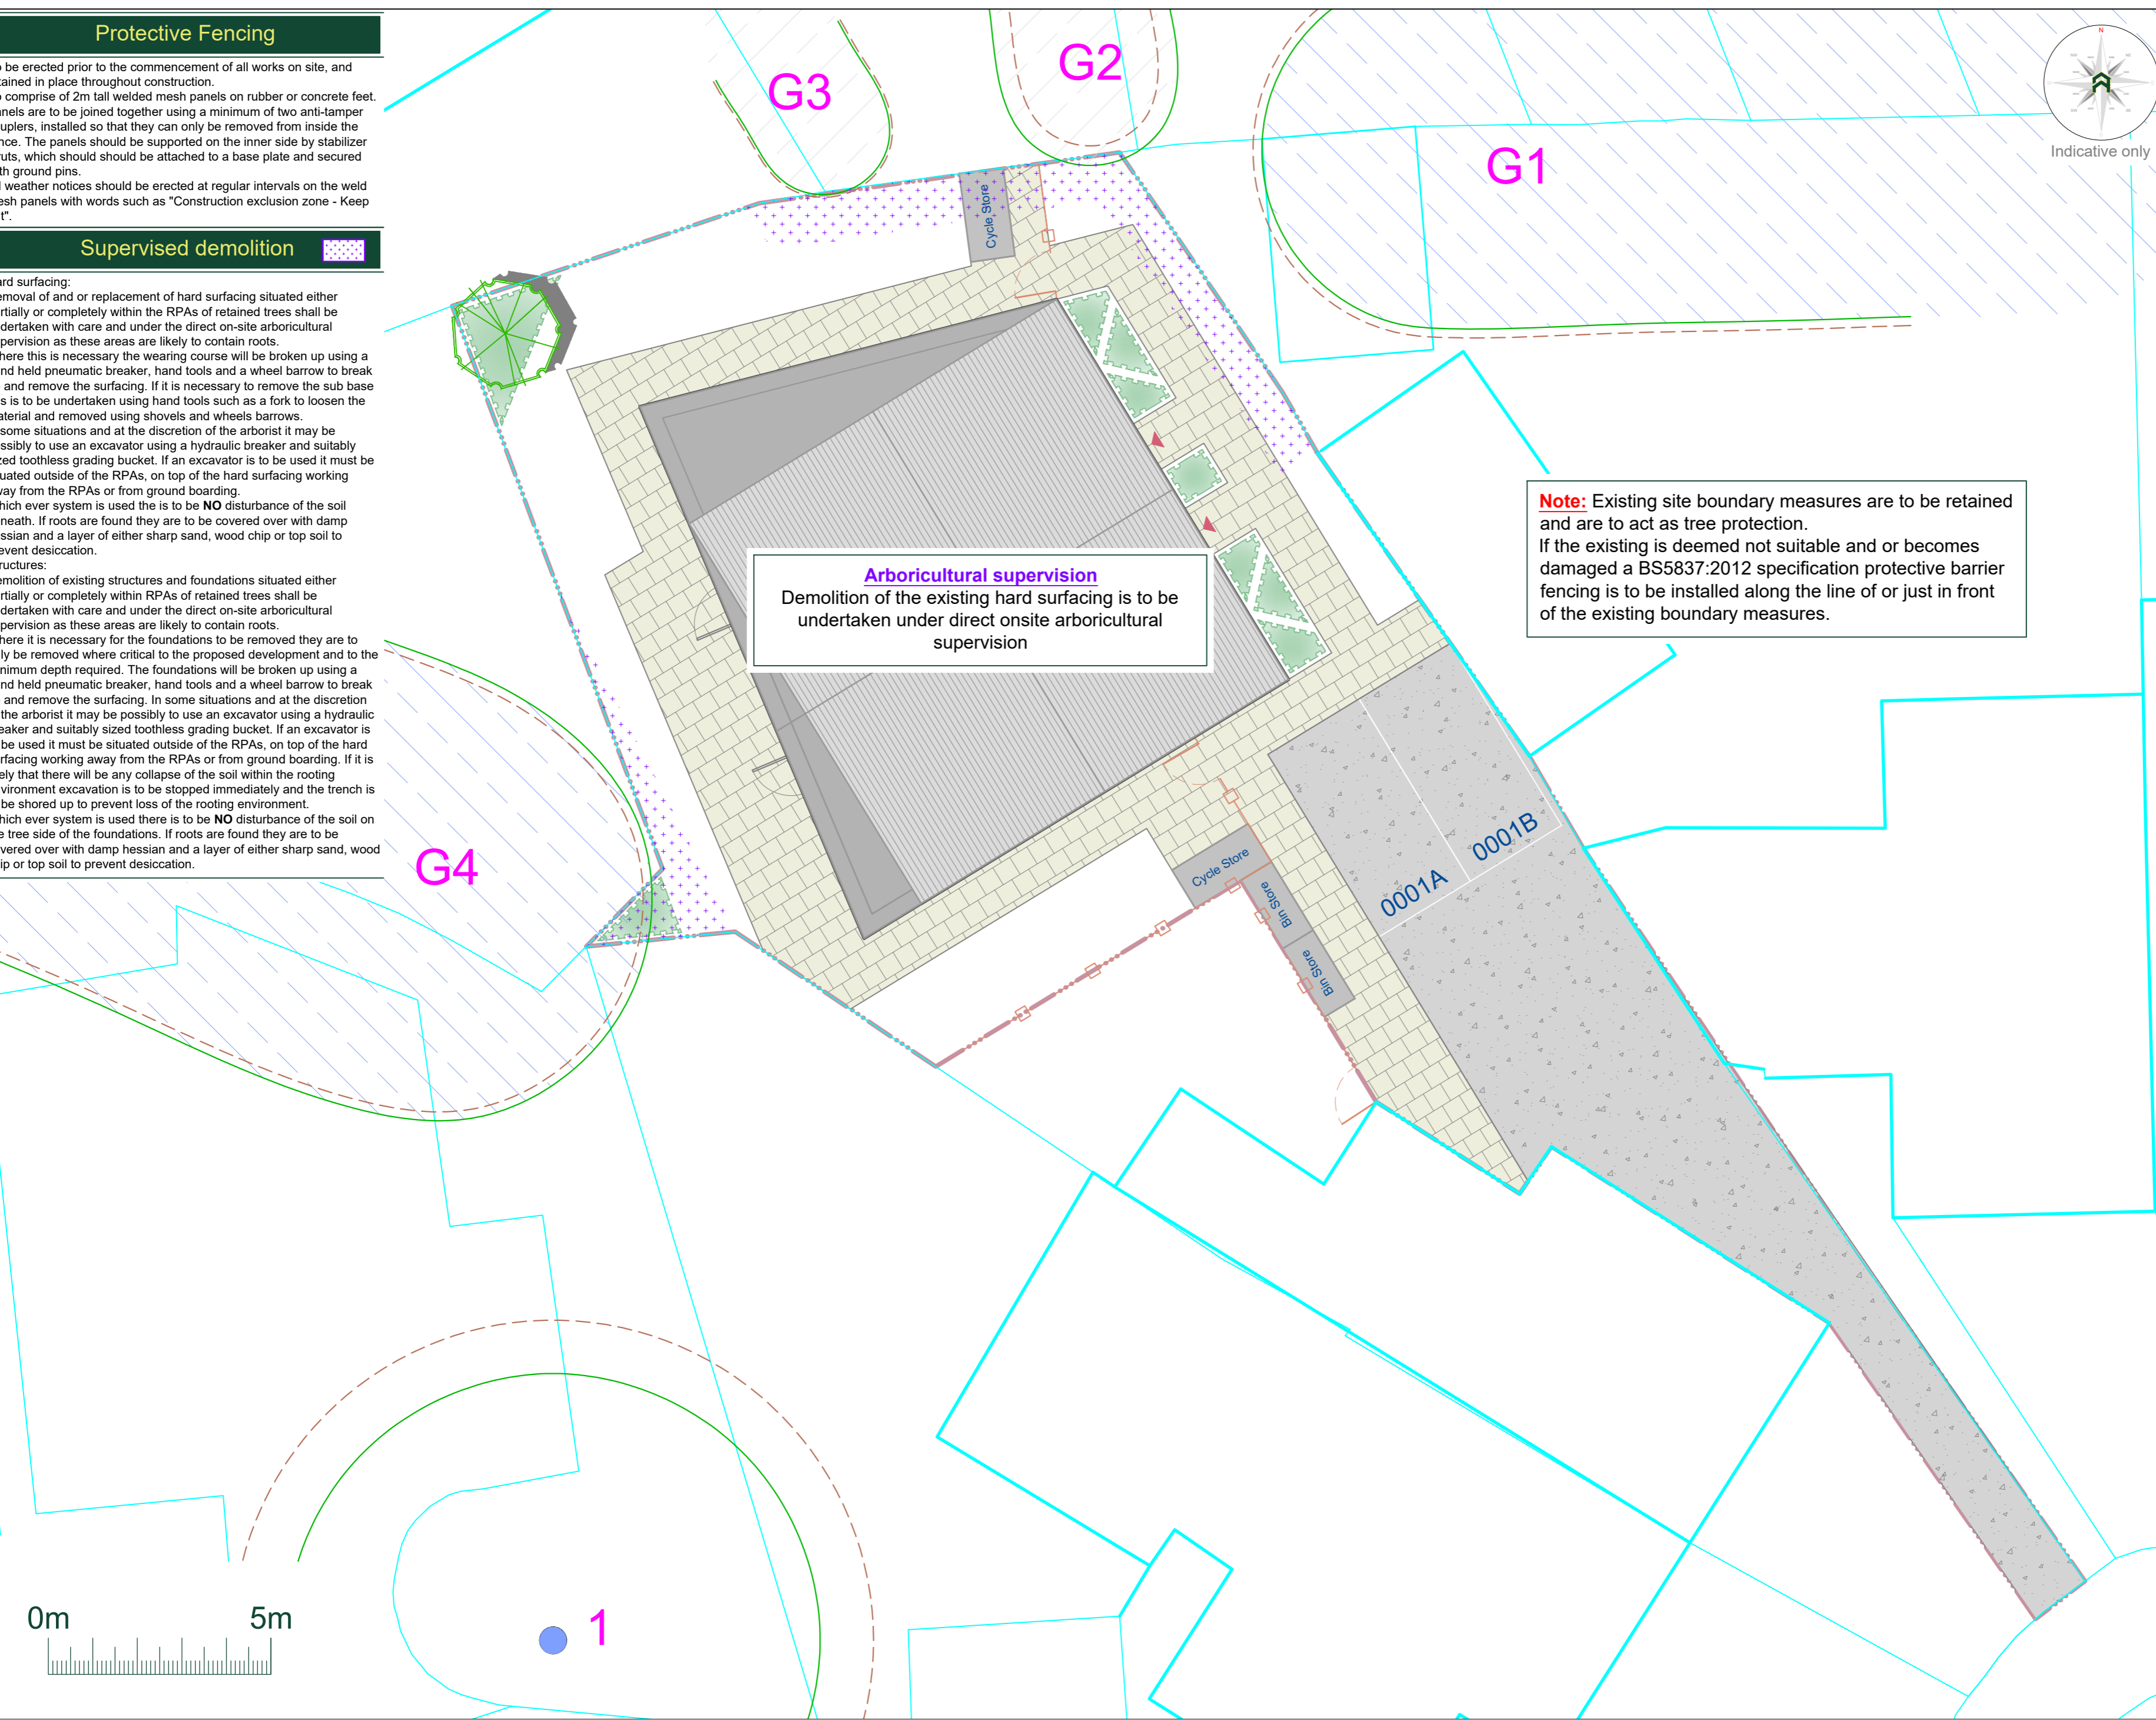 Protective Fencing
be erected prior to the commencement of all works on site, and
tained in place throughout construction.
comprise of 2m tall welded mesh panels on rubber or concrete feet.
nels are to be joined together using a minimum of two anti-tamper
uplers, installed so that they can only be removed from inside the
nce. The panels should be supported on the inner side by stabilizer
ruts, which should should be attached to a base plate and secured
th ground pins.
l weather notices should be erected at regular intervals on the weld
esh panels with words such as "Construction exclusion zone - Keep
t".
Supervised demolition
ard surfacing:
emoval of and or replacement of hard surfacing situated either
rtially or completely within the RPAs of retained trees shall be
dertaken with care and under the direct on-site arboricultural
pervision as these areas are likely to contain roots.
here this is necessary the wearing course will be broken up using a
nd held pneumatic breaker, hand tools and a wheel barrow to break
and remove the surfacing. If it is necessary to remove the sub base
s is to be undertaken using hand tools such as a fork to loosen the
aterial and removed using shovels and wheels barrows.
some situations and at the discretion of the arborist it may be
ssibly to use an excavator using a hydraulic breaker and suitably
zed toothless grading bucket. If an excavator is to be used it must be
uated outside of the RPAs, on top of the hard surfacing working
way from the RPAs or from ground boarding.
hich ever system is used the is to be NO disturbance of the soil
neath. If roots are found they are to be covered over with damp
ssian and a layer of either sharp sand, wood chip or top soil to
event desiccation.
ructures:
emolition of existing structures and foundations situated either
rtially or completely within RPAs of retained trees shall be
dertaken with care and under the direct on-site arboricultural
pervision as these areas are likely to contain roots.
here it is necessary for the foundations to be removed they are to
ly be removed where critical to the proposed development and to the
nimum depth required. The foundations will be broken up using a
nd held pneumatic breaker, hand tools and a wheel barrow to break
and remove the surfacing. In some situations and at the discretion
the arborist it may be possibly to use an excavator using a hydraulic
eaker and suitably sized toothless grading bucket. If an excavator is
be used it must be situated outside of the RPAs, on top of the hard
rfacing working away from the RPAs or from ground boarding. If it is
ely that there will be any collapse of the soil within the rooting
vironment excavation is to be stopped immediately and the trench is
be shored up to prevent loss of the rooting environment.
hich ever system is used there is to be NO disturbance of the soil on
e tree side of the foundations. If roots are found they are to be
vered over with damp hessian and a layer of either sharp sand, wood
ip or top soil to prevent desiccation.
G3
G2
G1
N
Indicative only
Cycle Store
Note: Existing site boundary measures are to be retained
and are to act as tree protection.
If the existing is deemed not suitable and or becomes
damaged a BS5837:2012 specification protective barrier
fencing is to be installed along the line of or just in front
of the existing boundary measures.
Arboricultural supervision
Demolition of the existing hard surfacing is to be
undertaken under direct onsite arboricultural
supervision
G4
Cycle Store
Bin Store
Bin Store
0001A
0001B
0m
5m
1